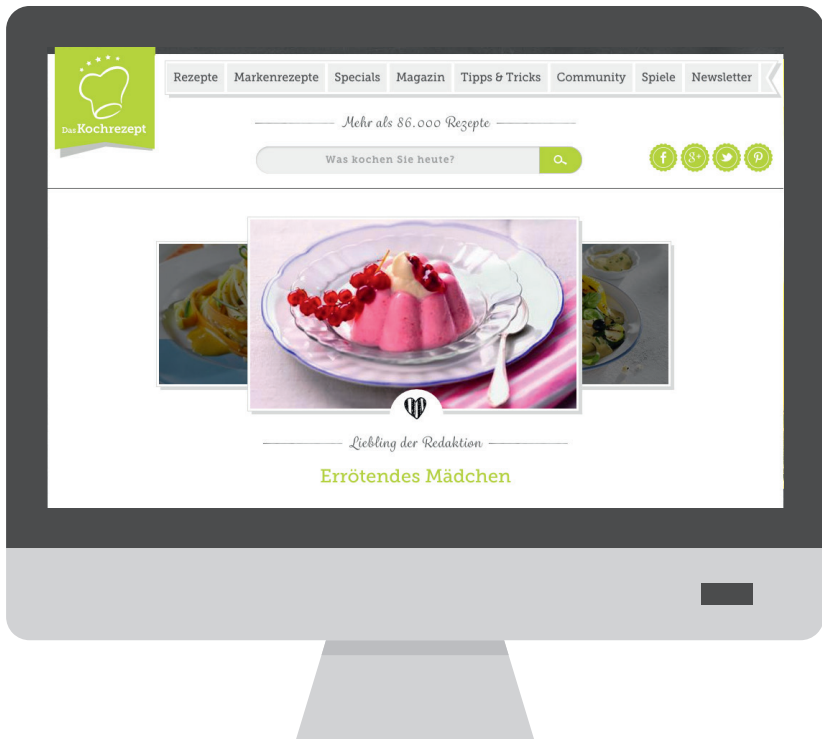 Das Kochrezept
Rezepte Markenrezepte Specials Magazin Tipps & Tricks Community Spiele Newsletter
Mehr als 86.000 Rezepte
Was kochen Sie heute?
f g+
Liebling der Redaktion
Errötendes Mädchen